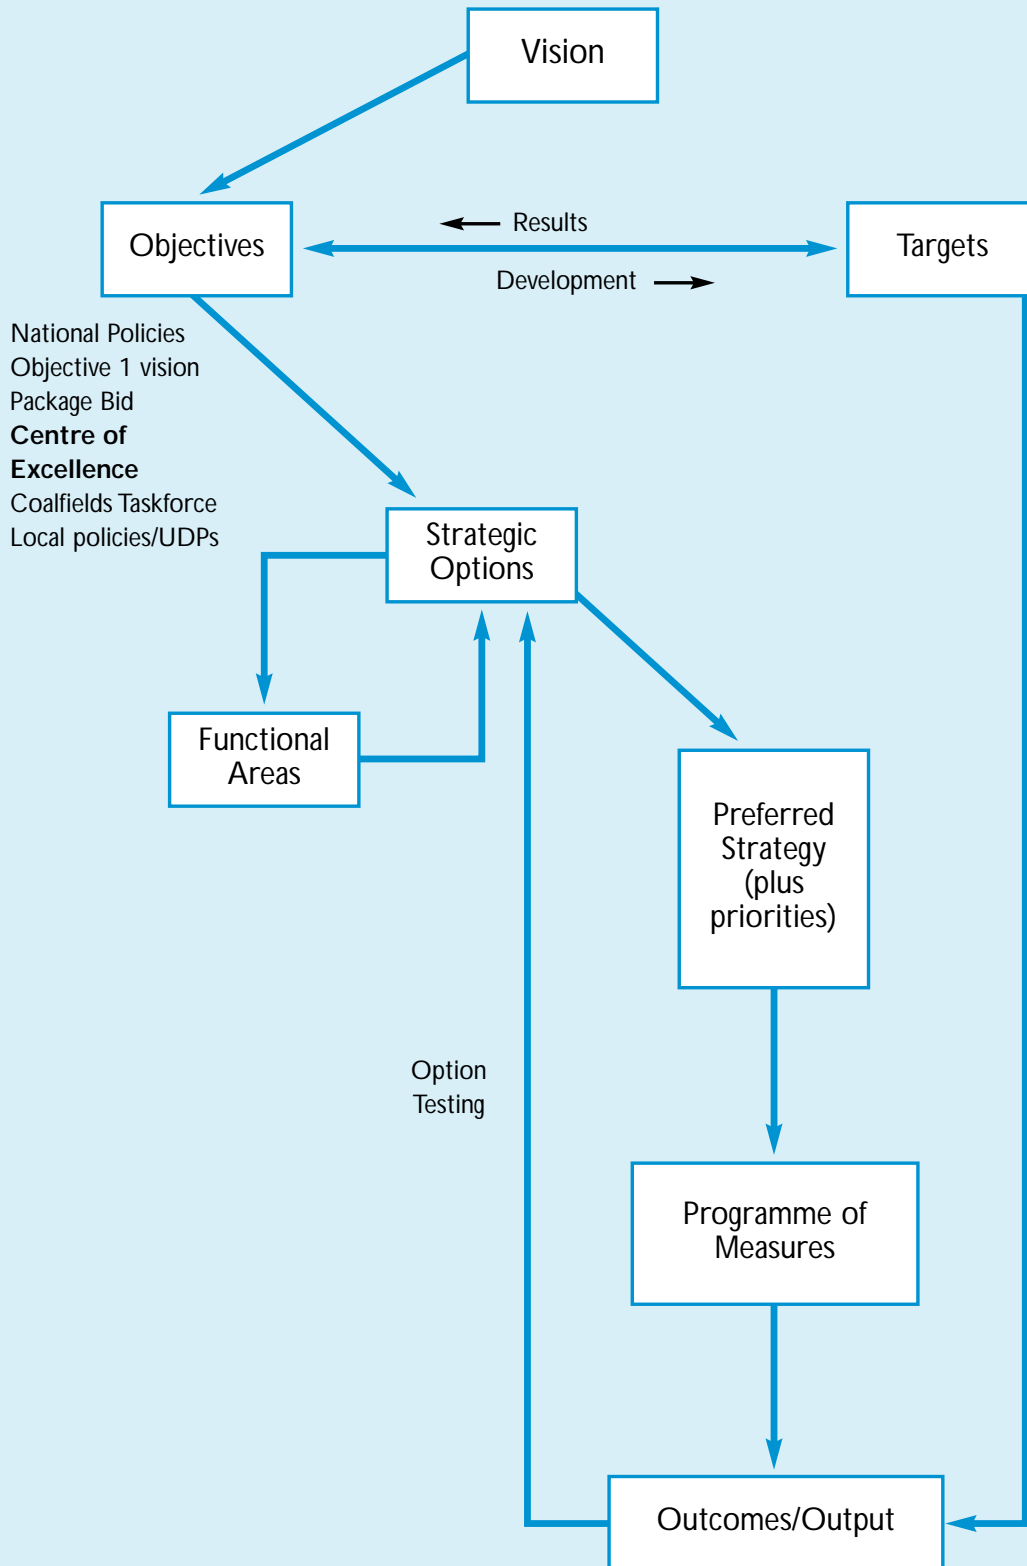 Vision
Results
Objectives
Targets
Development
National Policies
Objective 1 vision
Package Bid
Centre of
Excellence
Coalfields Taskforce
Local policies/UDPs
Strategic
Options
Functional
Areas
Preferred
Strategy
(plus
priorities)
Option
Testing
Programme of
Measures
Outcomes/Output